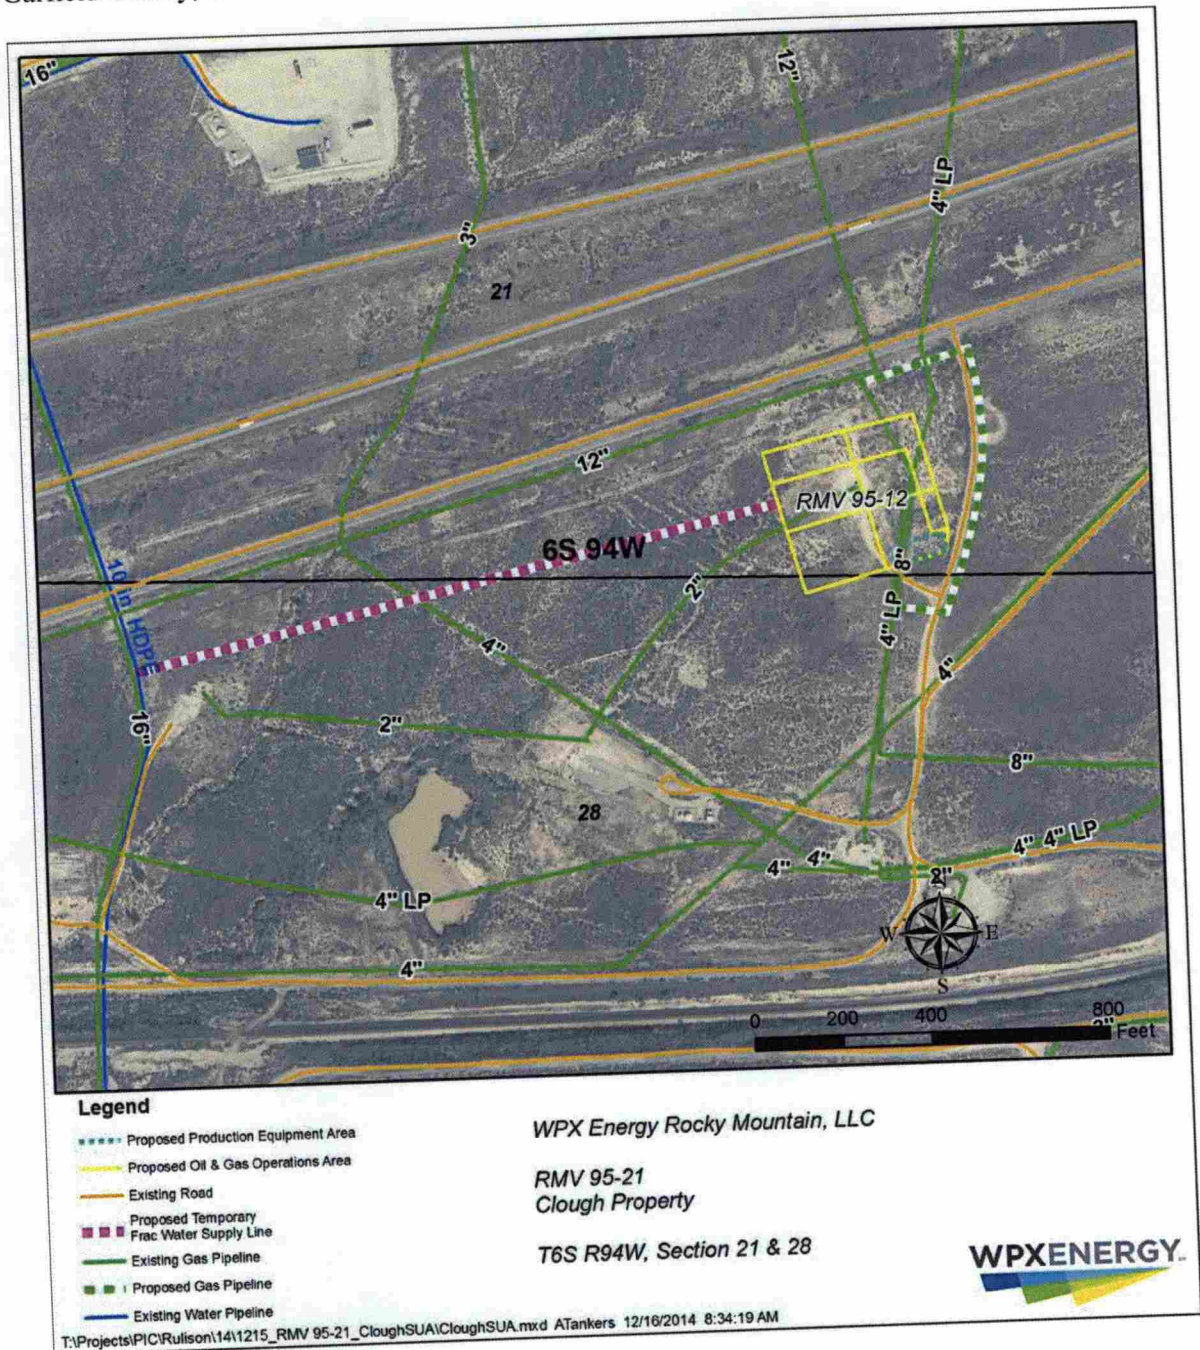 16"
12"
4" LP
3"
21
12"
RMV 95-12
6S 94W
8"
10 in HDPE
2"
4" LP
4"
4"
16"
2"
8"
28
4" 4" LP
4"
4"
2"
4" LP
W
E
S
4"
0 200 400 800
Feet
Legend
Proposed Production Equipment Area
Proposed Oil & Gas Operations Area
Existing Road
Proposed Temporary
Frac Water Supply Line
Existing Gas Pipeline
Proposed Gas Pipeline
Existing Water Pipeline
WPX Energy Rocky Mountain, LLC
RMV 95-21
Clough Property
T6S R94W, Section 21 & 28
WPXENERGY
T:\Projects\PIC\Rulison\14\1215_RMV 95-21_CloughSUA\CloughSUA.mxd ATankers 12/16/2014 8:34:19 AM